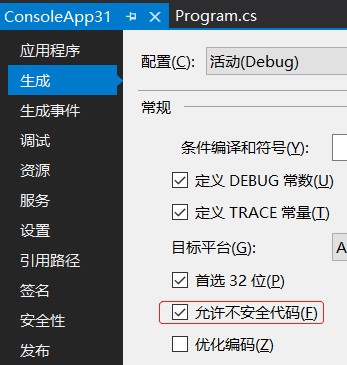 ConsoleApp31 Program.cs
应用程序
生成
生成事件
调试
资源
服务
设置
引用路径
签名
安全性
发布
配置(C): 活动(Debug)
常规
条件编译和符号(Y):
定义 DEBUG 常数(U)
定义 TRACE 常量(T)
目标平台(G): A
首选 32 位(P)
允许不安全代码(F)
优化编码(Z)